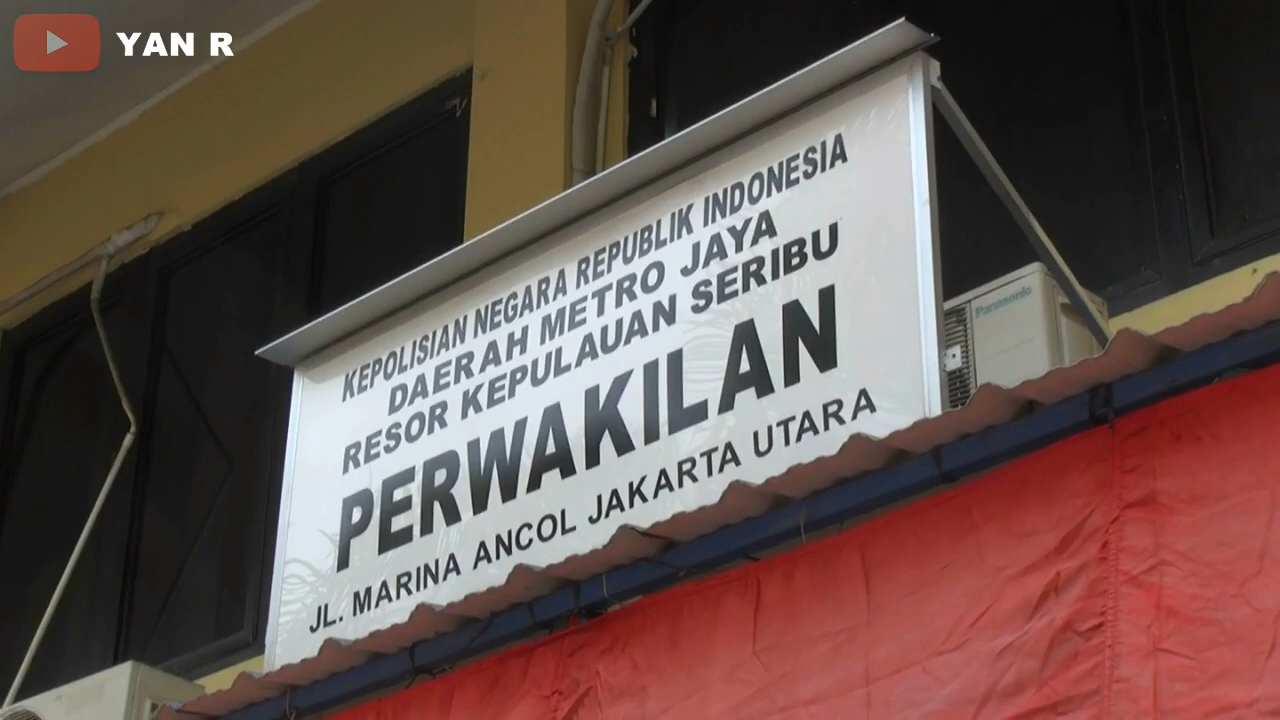 YAN R
KEPOLISIAN NEGARA REPUBLIK INDONESIA
DAERAH METRO JAYA
RESOR KEPULAUAN SERIBU
PERWAKILAN
JL. MARINA ANCOL JAKARTA UTARA
Panasonic